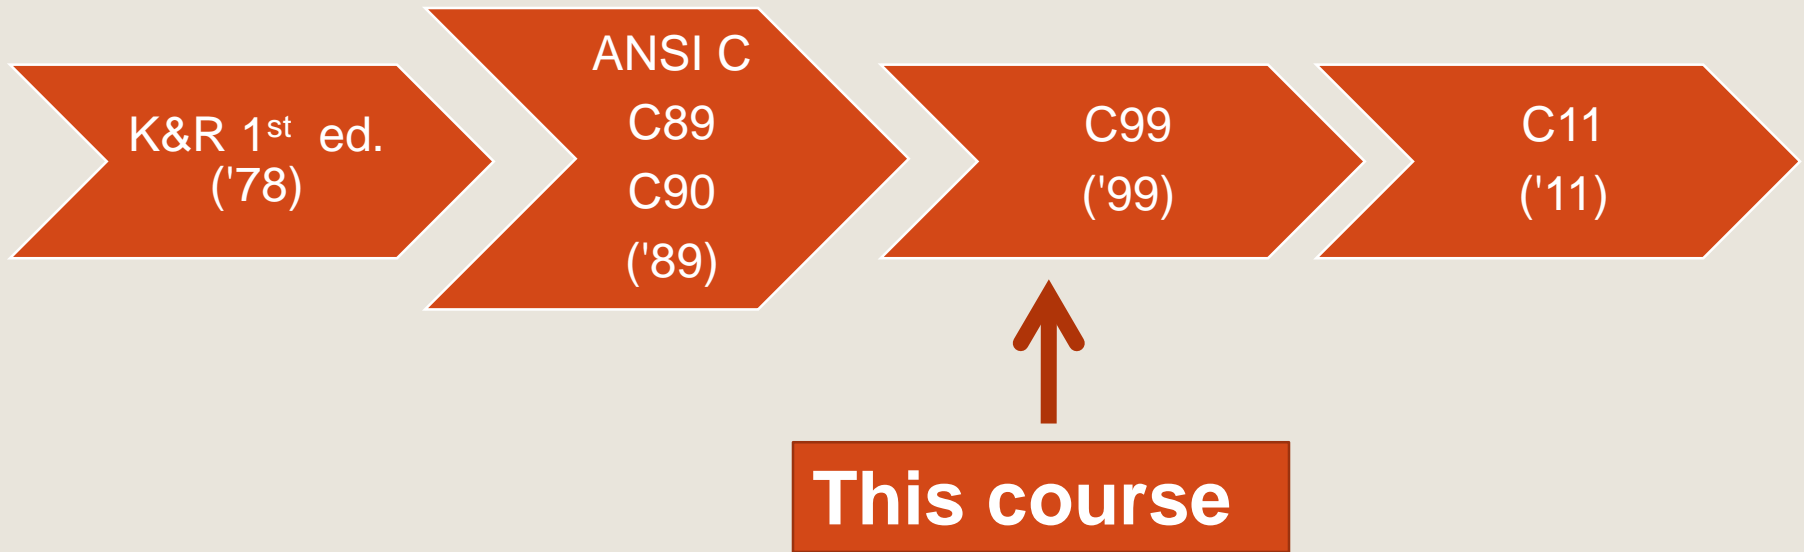 K&R 1st ed.
('78)
ANSI C
C89
C90
('89)
C99
('99)
C11
('11)
This course